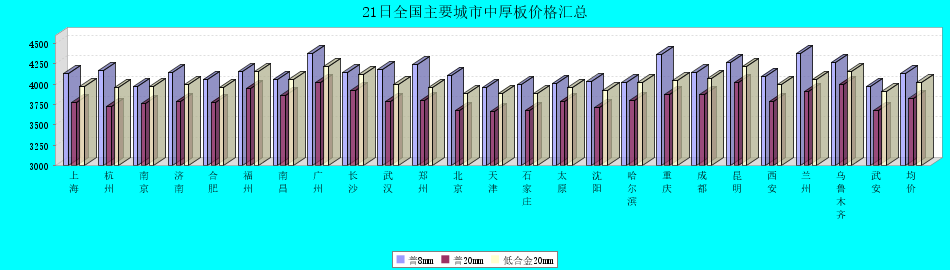 21日全国主要城市中厚板价格汇总
4500
4250
4000
3750
3500
3250
3000
上海 杭州 南京 济南 合肥 福州 南昌 广州 长沙 武汉 郑州 北京 天津 石家庄 太原 沈阳 哈尔滨 重庆 成都 昆明 西安 兰州 乌鲁木齐 武安 均价
普8mm 普20mm 低合金20mm